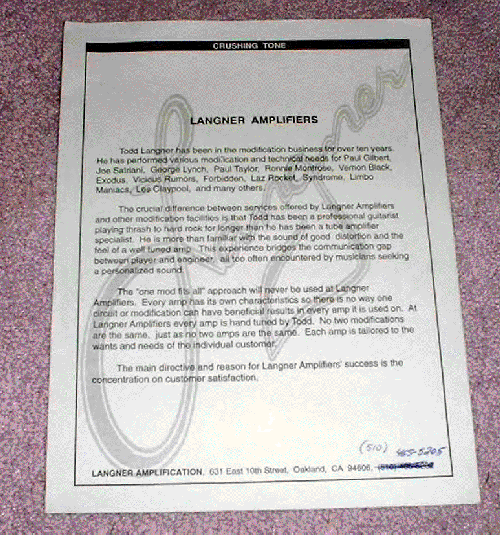 CRUSHING TONE
LANGNER AMPLIFIERS
Todd Langner has been in the modification business for over ten years.
He has performed various modification and technical needs for Paul Gilbert,
Joe Satriani, George Lynch, Paul Taylor, Ronnie Montrose, Vernon Black,
Exodus, Vicious Rumors, Forbidden, Laz Rocket, Syndrome, Limbo
Maniacs, Les Claypool, and many others.
The crucial difference between services offered by Langner Amplifiers
and other modification facilities is that Todd has been a professional guitarist
playing thrash to hard rock for longer than he has been a tube amplifier
specialist. He is more than familiar with the sound of good distortion and the
feel of a well tuned amp. This experience bridges the communication gap
between player and engineer, all too often encountered by musicians seeking
a personalized sound.
The "one mod fits all" approach will never be used at Langner
Amplifiers. Every amp has its own characteristics so there is no way one
circuit or modification can have beneficial results in every amp it is used on. At
Langner Amplifiers every amp is hand tuned by Todd. No two modifications
are the same, just as no two amps are the same. Each amp is tailored to the
wants and needs of the individual customer.
The main directive and reason for Langner Amplifiers' success is the
concentration on customer satisfaction.
(510) 465-5205
LANGNER AMPLIFICATION, 631 East 10th Street, Oakland, CA 94606,
Langner